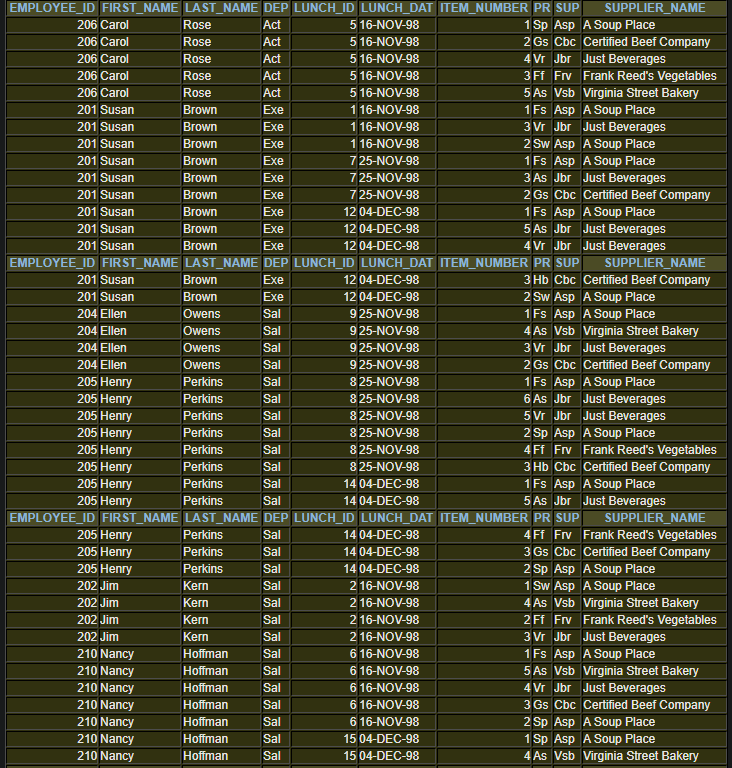 EMPLOYEE_ID FIRST_NAME LAST_NAME DEP LUNCH_ID LUNCH_DAT ITEM_NUMBER PR SUP SUPPLIER_NAME
206 Carol Rose Act 5 16-NOV-98 1 Sp Asp A Soup Place
206 Carol Rose Act 5 16-NOV-98 2 Gs Cbc Certified Beef Company
206 Carol Rose Act 5 16-NOV-98 4 Vr Jbr Just Beverages
206 Carol Rose Act 5 16-NOV-98 3 Ff Frv Frank Reed's Vegetables
206 Carol Rose Act 5 16-NOV-98 5 As Vsb Virginia Street Bakery
201 Susan Brown Exe 1 16-NOV-98 1 Fs Asp A Soup Place
201 Susan Brown Exe 1 16-NOV-98 3 Vr Jbr Just Beverages
201 Susan Brown Exe 1 16-NOV-98 2 Sw Asp A Soup Place
201 Susan Brown Exe 7 25-NOV-98 1 Fs Asp A Soup Place
201 Susan Brown Exe 7 25-NOV-98 3 As Jbr Just Beverages
201 Susan Brown Exe 7 25-NOV-98 2 Gs Cbc Certified Beef Company
201 Susan Brown Exe 12 04-DEC-98 1 Fs Asp A Soup Place
201 Susan Brown Exe 12 04-DEC-98 5 As Jbr Just Beverages
201 Susan Brown Exe 12 04-DEC-98 4 Vr Jbr Just Beverages
EMPLOYEE_ID FIRST_NAME LAST_NAME DEP LUNCH_ID LUNCH_DAT ITEM_NUMBER PR SUP SUPPLIER_NAME
201 Susan Brown Exe 12 04-DEC-98 3 Hb Cbc Certified Beef Company
201 Susan Brown Exe 12 04-DEC-98 2 Sw Asp A Soup Place
204 Ellen Owens Sal 9 25-NOV-98 1 Fs Asp A Soup Place
204 Ellen Owens Sal 9 25-NOV-98 4 As Vsb Virginia Street Bakery
204 Ellen Owens Sal 9 25-NOV-98 3 Vr Jbr Just Beverages
204 Ellen Owens Sal 9 25-NOV-98 2 Gs Cbc Certified Beef Company
205 Henry Perkins Sal 8 25-NOV-98 1 Fs Asp A Soup Place
205 Henry Perkins Sal 8 25-NOV-98 6 As Jbr Just Beverages
205 Henry Perkins Sal 8 25-NOV-98 5 Vr Jbr Just Beverages
205 Henry Perkins Sal 8 25-NOV-98 2 Sp Asp A Soup Place
205 Henry Perkins Sal 8 25-NOV-98 4 Ff Frv Frank Reed's Vegetables
205 Henry Perkins Sal 8 25-NOV-98 3 Hb Cbc Certified Beef Company
205 Henry Perkins Sal 14 04-DEC-98 1 Fs Asp A Soup Place
205 Henry Perkins Sal 14 04-DEC-98 5 As Jbr Just Beverages
EMPLOYEE_ID FIRST_NAME LAST_NAME DEP LUNCH_ID LUNCH_DAT ITEM_NUMBER PR SUP SUPPLIER_NAME
205 Henry Perkins Sal 14 04-DEC-98 4 Ff Frv Frank Reed's Vegetables
205 Henry Perkins Sal 14 04-DEC-98 3 Gs Cbc Certified Beef Company
205 Henry Perkins Sal 14 04-DEC-98 2 Sp Asp A Soup Place
202 Jim Kern Sal 2 16-NOV-98 1 Sw Asp A Soup Place
202 Jim Kern Sal 2 16-NOV-98 4 As Vsb Virginia Street Bakery
202 Jim Kern Sal 2 16-NOV-98 2 Ff Frv Frank Reed's Vegetables
202 Jim Kern Sal 2 16-NOV-98 3 Vr Jbr Just Beverages
210 Nancy Hoffman Sal 6 16-NOV-98 1 Fs Asp A Soup Place
210 Nancy Hoffman Sal 6 16-NOV-98 5 As Vsb Virginia Street Bakery
210 Nancy Hoffman Sal 6 16-NOV-98 4 Vr Jbr Just Beverages
210 Nancy Hoffman Sal 6 16-NOV-98 3 Gs Cbc Certified Beef Company
210 Nancy Hoffman Sal 6 16-NOV-98 2 Sp Asp A Soup Place
210 Nancy Hoffman Sal 15 04-DEC-98 1 Sp Asp A Soup Place
210 Nancy Hoffman Sal 15 04-DEC-98 4 As Vsb Virginia Street Bakery